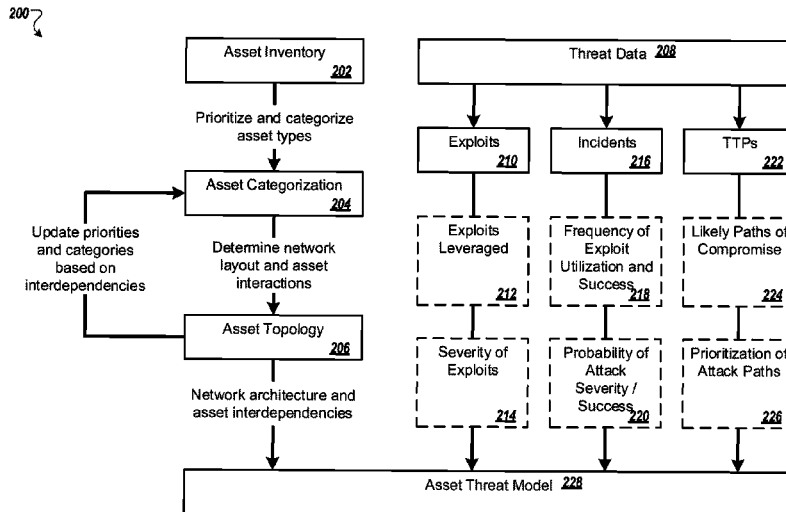 200
Asset Inventory
202
Prioritize and categorize
asset types
Asset Categorization
204
Update priorities
and categories
based on
interdependencies
Determine network
layout and asset
interactions
Asset Topology
206
Network architecture and
asset interdependencies
Threat Data 208
Exploits
210
Incidents
216
TTPs
222
Exploits
Leveraged
212
Frequency of
Exploit
Utilization and
Success
218
Likely Paths of
Compromise
224
Severity of
Exploits
214
Probability of
Attack
Severity /
Success
220
Prioritization of
Attack Paths
226
Asset Threat Model 228